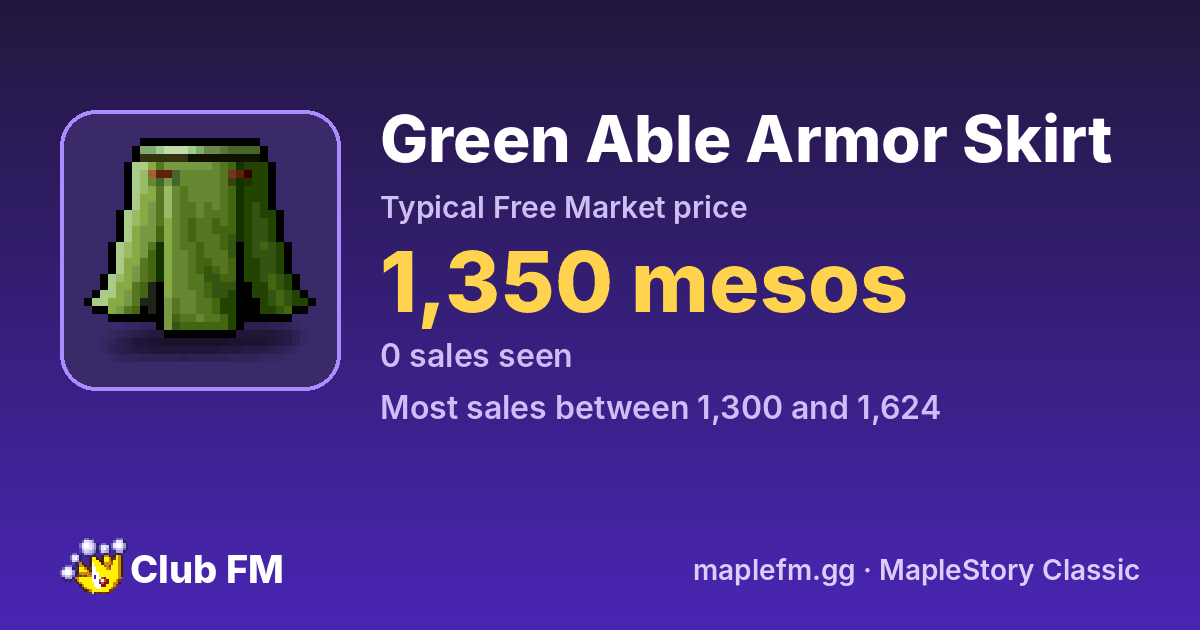 Green Able Armor Skirt
Typical Free Market price
1,350 mesos
0 sales seen
Most sales between 1,300 and 1,624
Club FM
maplefm.gg · MapleStory Classic